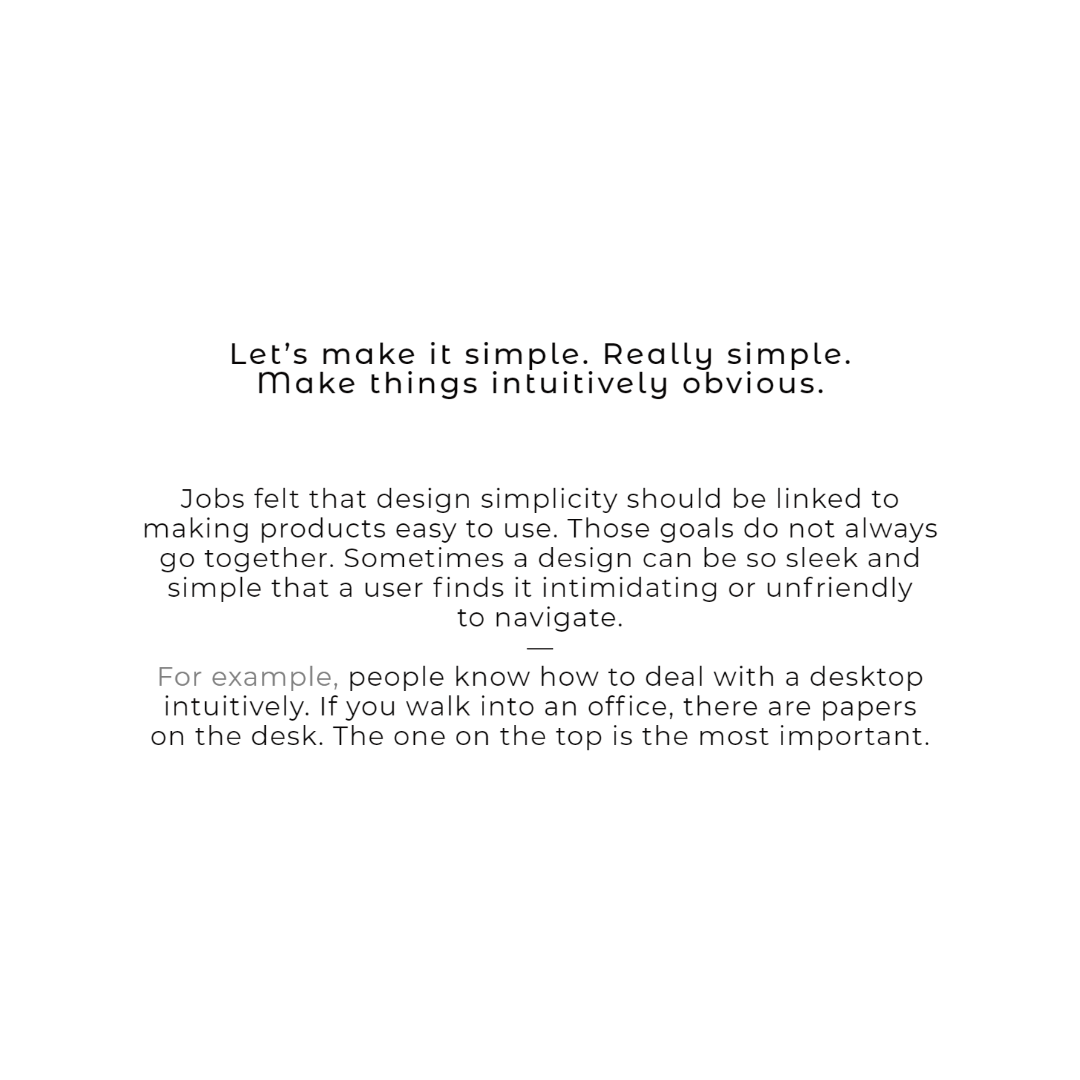 Let’s make it simple. Really simple.
Make things intuitively obvious.
Jobs felt that design simplicity should be linked to
making products easy to use. Those goals do not always
go together. Sometimes a design can be so sleek and
simple that a user finds it intimidating or unfriendly
to navigate.
—
For example, people know how to deal with a desktop
intuitively. If you walk into an office, there are papers
on the desk. The one on the top is the most important.